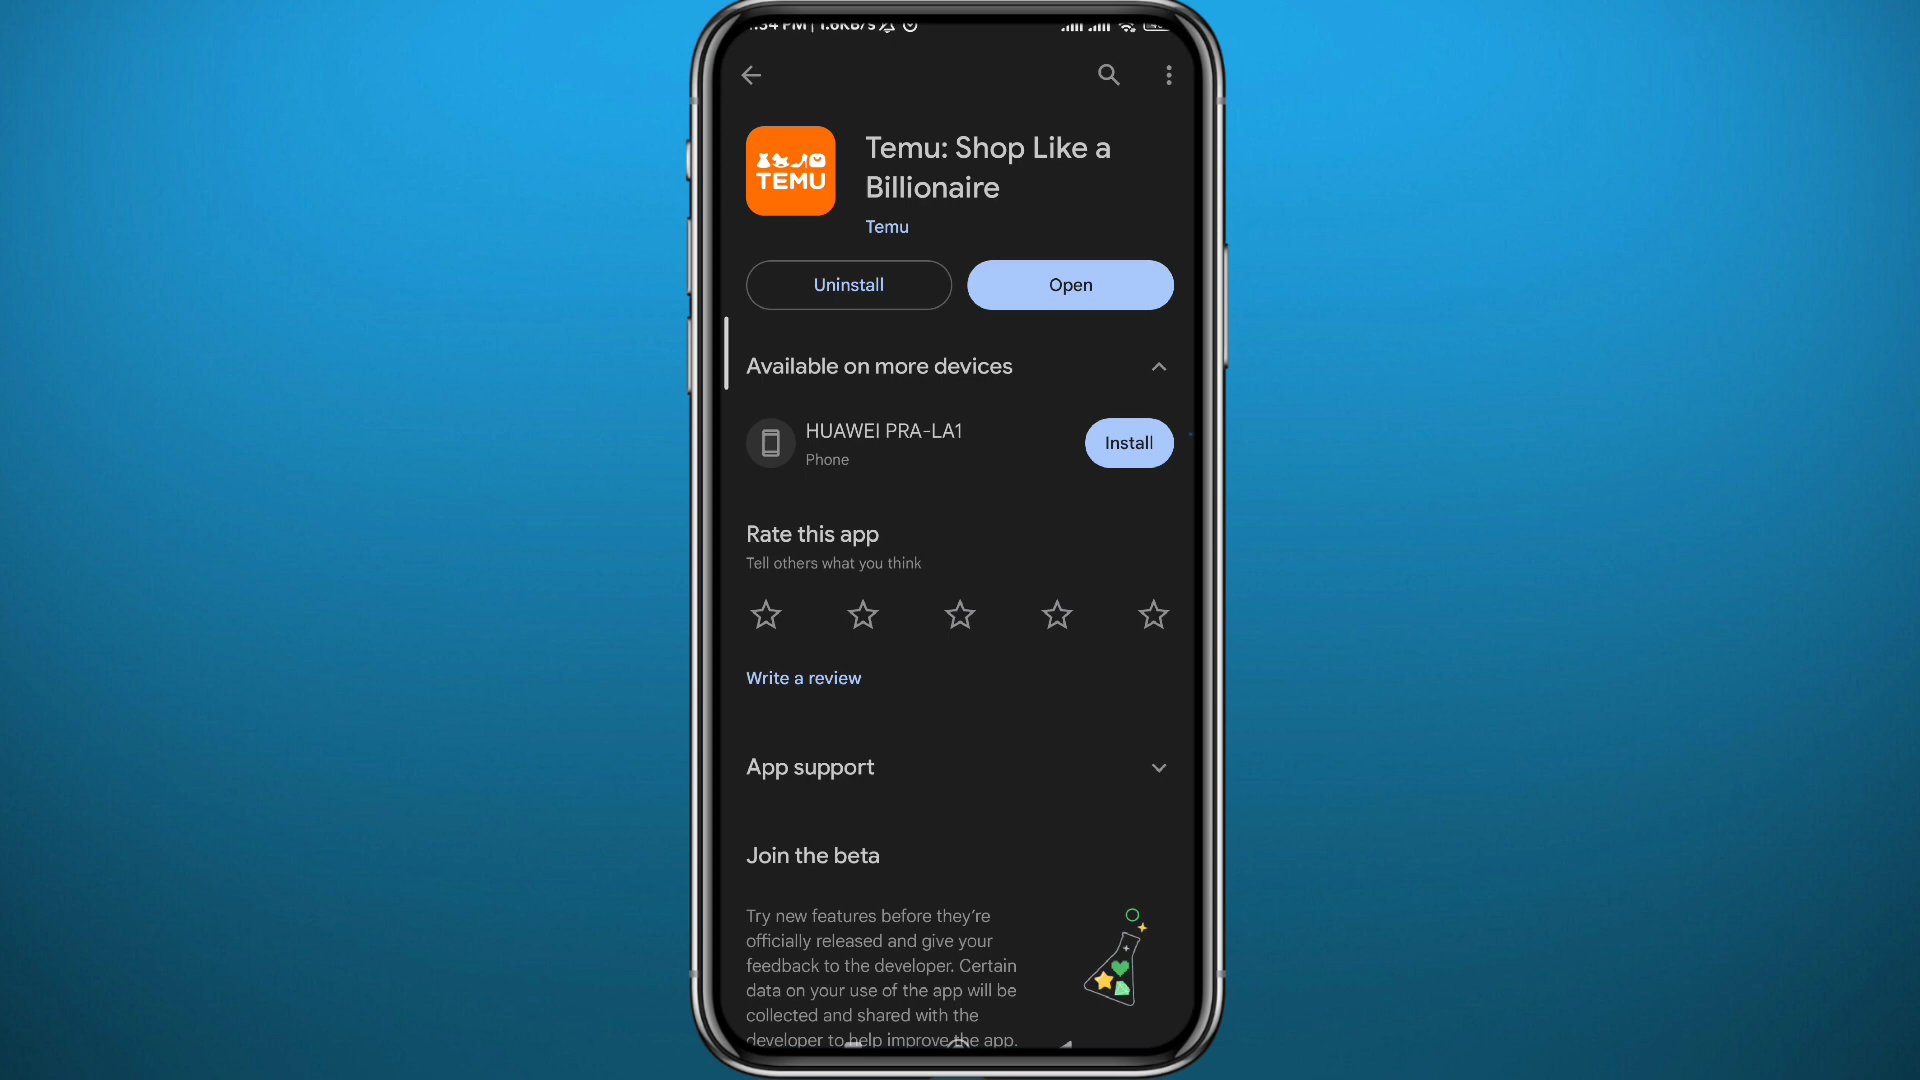 :34 PM | 1.6KB/s
TEMU
Temu: Shop Like a
Billionaire
Temu
Uninstall
Open
Available on more devices
HUAWEI PRA-LA1
Phone
Install
Rate this app
Tell others what you think
Write a review
App support
Join the beta
Try new features before they're
officially released and give your
feedback to the developer. Certain
data on your use of the app will be
collected and shared with the
developer to help improve the app.